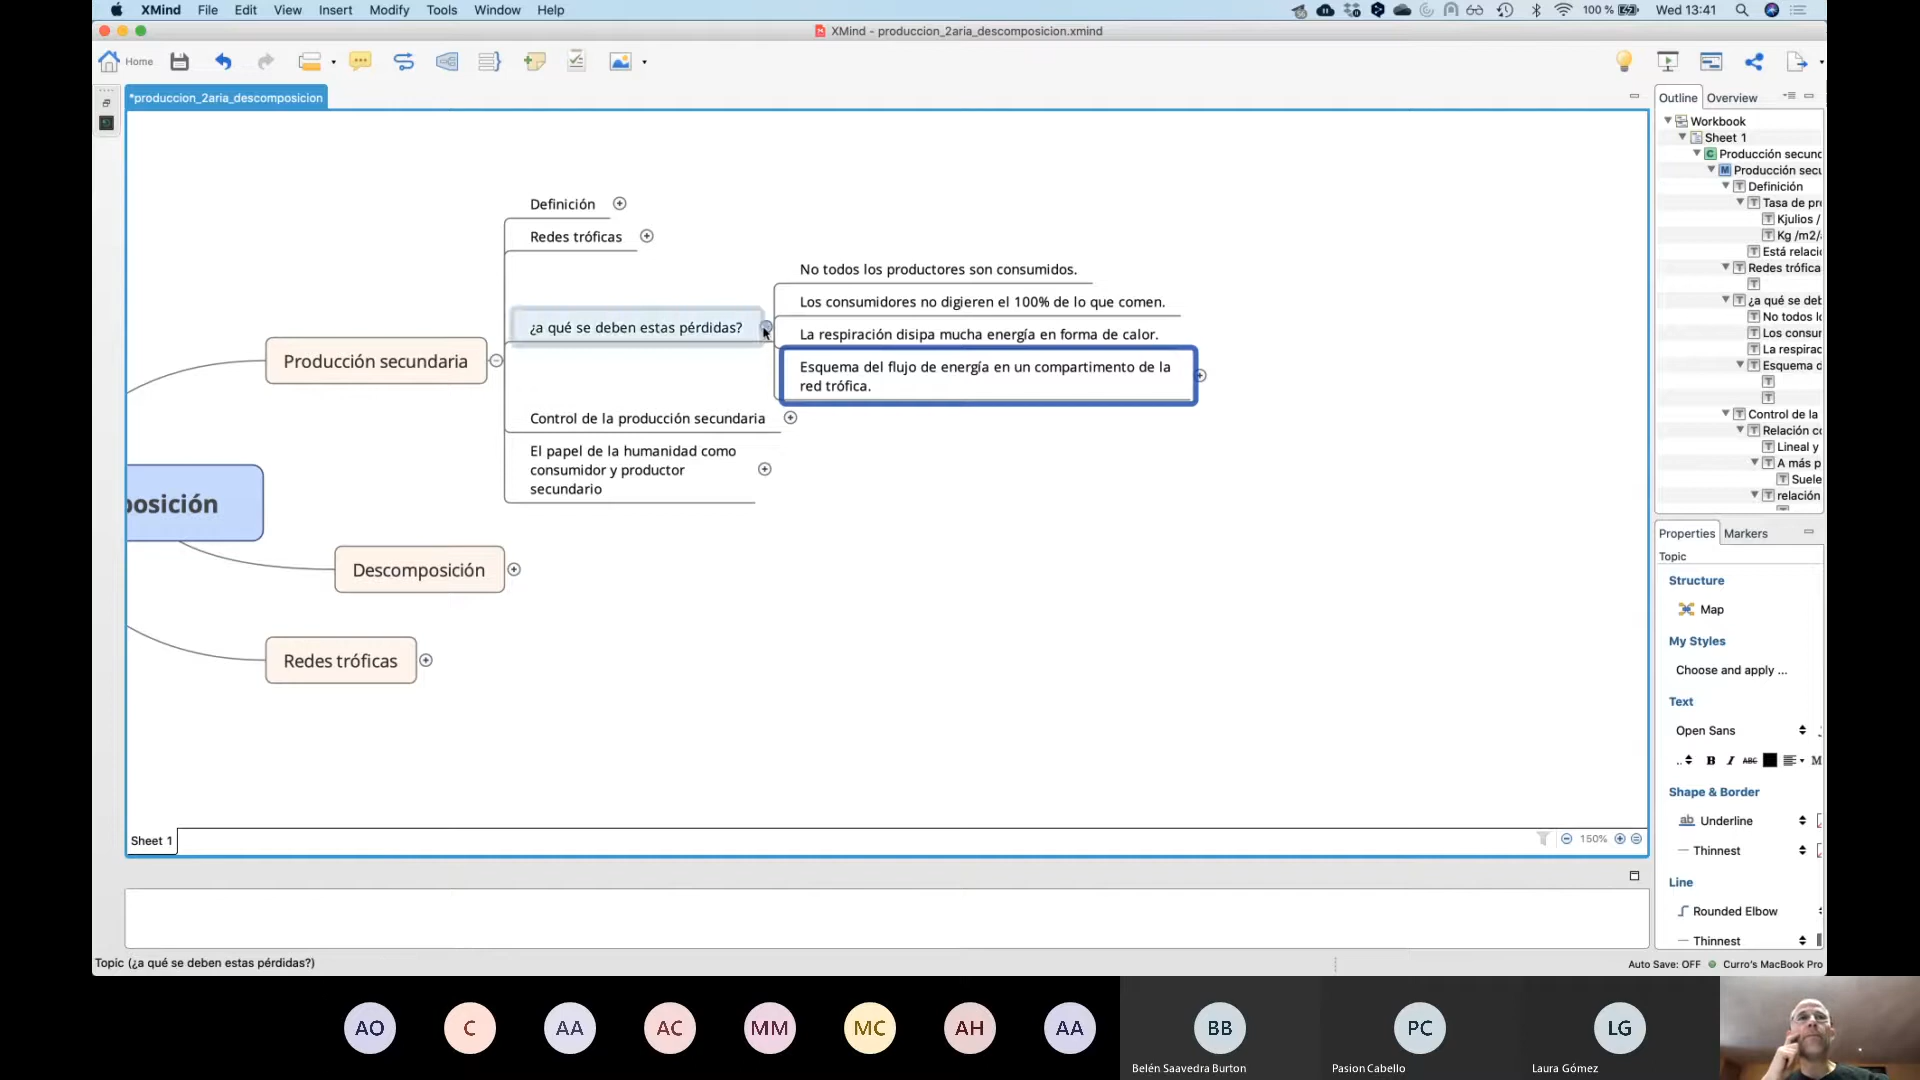 XMind File Edit View Insert Modify Tools Window Help
100 % Wed 13:41
XMind - produccion_2aria_descomposicion.xmind
Home
*produccion_2aria_descomposicion
Definición
Redes tróficas
¿a qué se deben estas pérdidas?
No todos los productores son consumidos.
Los consumidores no digieren el 100% de lo que comen.
La respiración disipa mucha energía en forma de calor.
Esquema del flujo de energía en un compartimento de la
red trófica.
Producción secundaria
Control de la producción secundaria
El papel de la humanidad como
consumidor y productor
secundario
posición
Descomposición
Redes tróficas
Sheet 1
150%
Outline Overview
Workbook
Sheet 1
C Producción secund
M Producción secu
T Definición
T Tasa de pro
T Kjulios /
T Kg /m2/
T Está relaci
T Redes trófica
T
T ¿a qué se deb
T No todos lo
T Los consur
T La respirac
T Esquema d
T
T
T Control de la
T Relación co
T Lineal y
T A más p
T Suele
T relación
Properties Markers
Topic
Structure
Map
My Styles
Choose and apply ...
Text
Open Sans
.. B I ABC M
Shape & Border
ab Underline
Thinnest
Line
Rounded Elbow
Thinnest
Topic (¿a qué se deben estas pérdidas?)
Auto Save: OFF Curro's MacBook Pro
AO C AA AC MM MC AH AA BB PC LG
Belén Saavedra Burton Pasion Cabello Laura Gómez